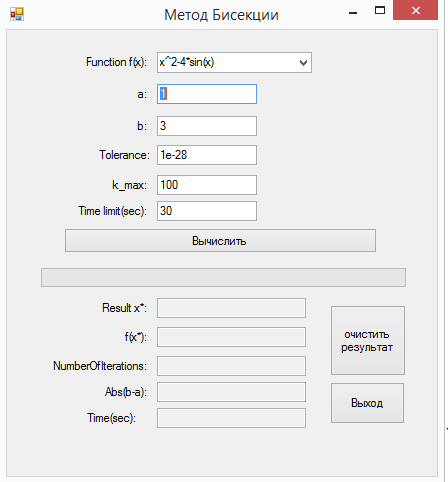 Метод Бисекции
Function f(x): x^2-4*sin(x)
a: 1
b: 3
Tolerance: 1e-28
k_max: 100
Time limit(sec): 30
Вычислить
Result x*:
f(x*):
NumberOfIterations:
Abs(b-a):
Time(sec):
очистить
результат
Выход